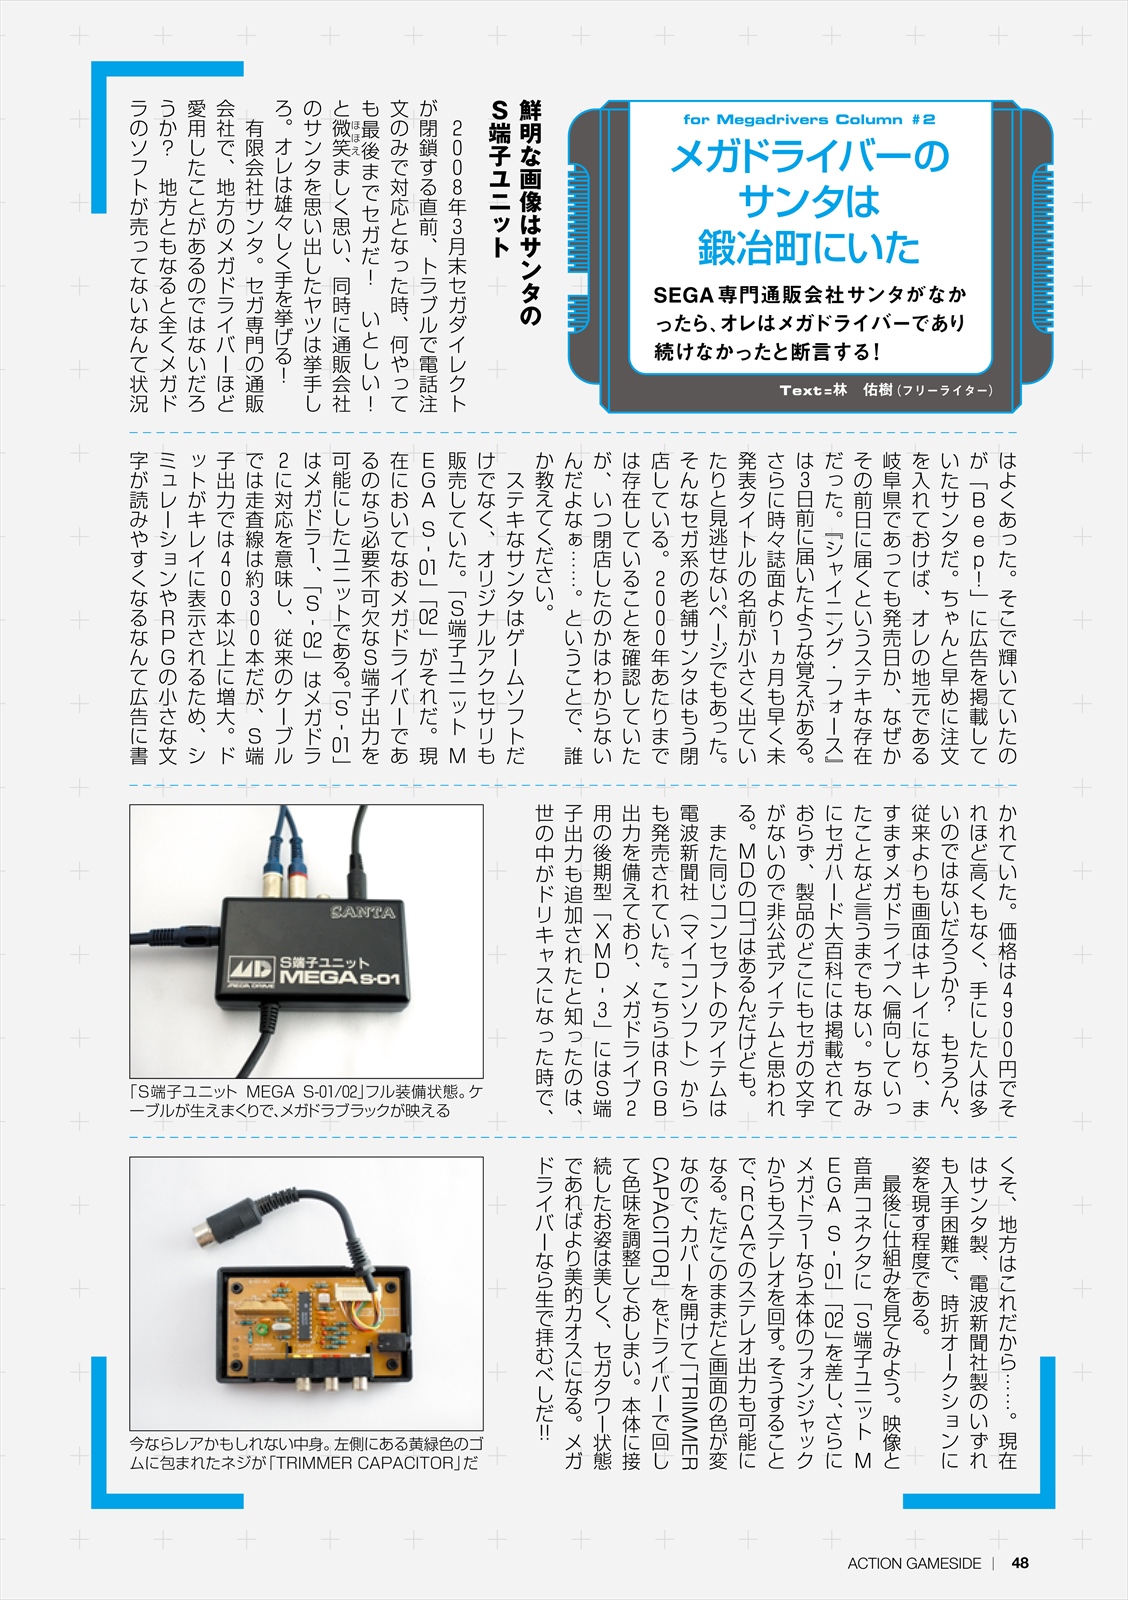 for Megadrivers Column #2
メガドライバーの
サンタは
鍛冶町にいた
SEGA専門通販会社サンタがなか
ったら、オレはメガドライバーであり
続けなかったと断言する！
Text=林　佑樹（フリーライター）
鮮明な画像はサンタの
S端子ユニット
　2008年3月末セガダイレクト
が閉鎖する直前、トラブルで電話注
文のみで対応となった時、何やって
も最後までセガだ！　いとしい！
と微笑ましく思い、同時に通販会社
ほほえ
のサンタを思い出したヤツは挙手し
ろ。オレは雄々しく手を挙げる！
　有限会社サンタ。セガ専門の通販
会社で、地方のメガドライバーほど
愛用したことがあるのではないだろ
うか？　地方ともなると全くメガド
ラのソフトが売ってないなんて状況
はよくあった。そこで輝いていたの
が「Beep！」に広告を掲載して
いたサンタだ。ちゃんと早めに注文
を入れておけば、オレの地元である
岐阜県であっても発売日か、なぜか
その前日に届くというステキな存在
だった。『シャイニング・フォース』
は3日前に届いたような覚えがある。
さらに時々誌面より1ヵ月も早く未
発表タイトルの名前が小さく出てい
たりと見逃せないページでもあった。
そんなセガ系の老舗サンタはもう閉
店している。2000年あたりまで
は存在していることを確認していた
が、いつ閉店したのかはわからない
んだよなぁ……。ということで、誰
か教えてください。
　ステキなサンタはゲームソフトだ
けでなく、オリジナルアクセサリも
販売していた。「S端子ユニット M
EGA S-01」「02」がそれだ。現
在においてなおメガドライバーであ
るのなら必要不可欠なS端子出力を
可能にしたユニットである。「S-01」
はメガドラ1、「S-02」はメガドラ
2に対応を意味し、従来のケーブル
では走査線は約300本だが、S端
子出力では400本以上に増大。ド
ットがキレイに表示されるため、シ
ミュレーションやRPGの小さな文
字が読みやすくなるなんて広告に書
かれていた。価格は4900円でそ
れほど高くもなく、手にした人は多
いのではないだろうか？　もちろん、
従来よりも画面はキレイになり、ま
すますメガドライブへ偏向していっ
たことなど言うまでもない。ちなみ
にセガハード大百科には掲載されて
おらず、製品のどこにもセガの文字
がないので非公式アイテムと思われ
る。MDのロゴはあるんだけども。
　また同じコンセプトのアイテムは
電波新聞社（マイコンソフト）から
も発売されていた。こちらはRGB
出力を備えており、メガドライブ2
用の後期型「XMD-3」にはS端
子出力も追加されたと知ったのは、
世の中がドリキャスになった時で、
SANTA
MD
MEGA DRIVE
S端子ユニット
MEGA S-01
「S端子ユニット　MEGA　S-01/02」フル装備状態。ケ
ーブルが生えまくりで、メガドラブラックが映える
くそ、地方はこれだから……。現在
はサンタ製、電波新聞社製のいずれ
も入手困難で、時折オークションに
姿を現す程度である。
　最後に仕組みを見てみよう。映像と
音声コネクタに「S端子ユニット M
EGA S-01」「02」を差し、さらに
メガドラ1なら本体のフォンジャック
からもステレオを回す。そうすること
で、RCAでのステレオ出力も可能に
なる。ただこのままだと画面の色が変
なので、カバーを開けて「TRIMMER
CAPACITOR」をドライバーで回し
て色味を調整しておしまい。本体に接
続したお姿は美しく、セガタワー状態
であればより美的カオスになる。メガ
ドライバーなら生で拝むべしだ!!
今ならレアかもしれない中身。左側にある黄緑色のゴ
ムに包まれたネジが「TRIMMER CAPACITOR」だ
ACTION GAMESIDE | 48